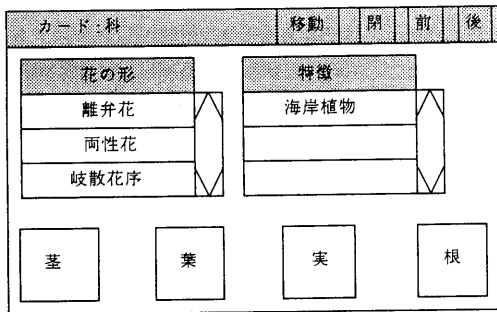 カード：科 移動 閉 前 後
花の形 特徴
離弁花 海岸植物
両性花
岐散花序
茎 葉 実 根